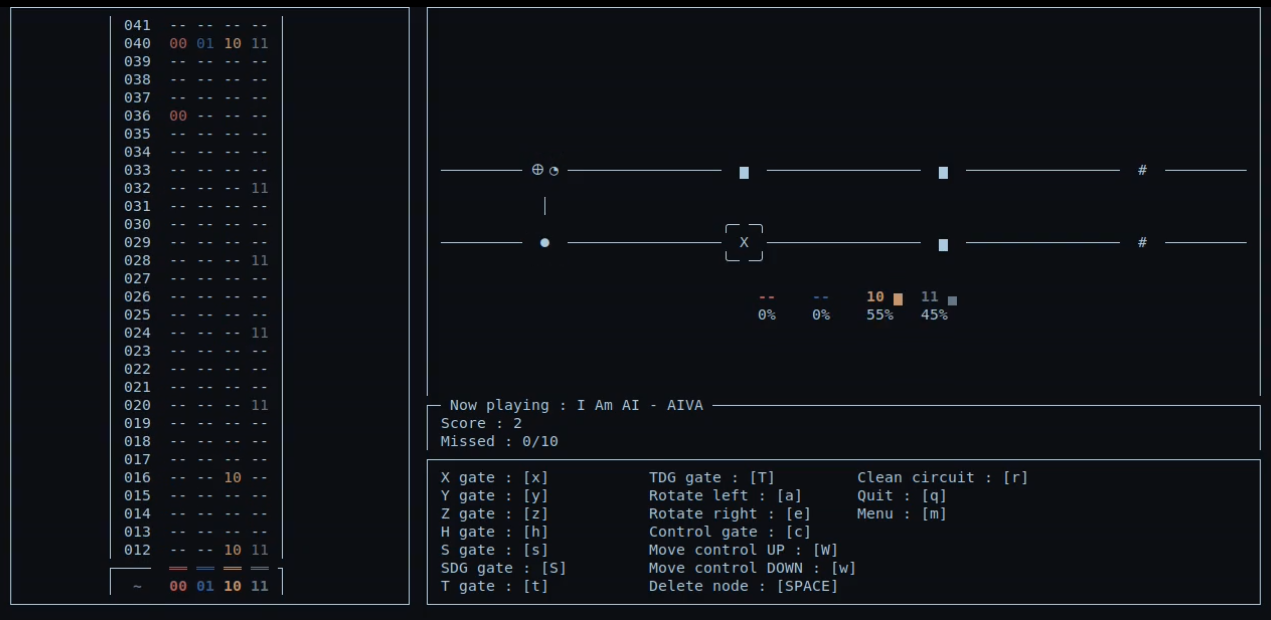 041 -- -- -- --
040 00 01 10 11
039 -- -- -- --
038 -- -- -- --
037 -- -- -- --
036 00 -- -- --
035 -- -- -- --
034 -- -- -- --
033 -- -- -- --
032 -- -- -- 11
031 -- -- -- --
030 -- -- -- --
029 -- -- -- --
028 -- -- -- 11
027 -- -- -- --
026 -- -- -- --
025 -- -- -- --
024 -- -- -- 11
023 -- -- -- --
022 -- -- -- --
021 -- -- -- --
020 -- -- -- 11
019 -- -- -- --
018 -- -- -- --
017 -- -- -- --
016 -- -- 10 --
015 -- -- -- --
014 -- -- -- --
013 -- -- -- --
012 -- -- 10 11
~ 00 01 10 11
#
X #
-- -- 10 11
0% 0% 55% 45%
Now playing : I Am AI - AIVA
Score : 2
Missed : 0/10
X gate : [x] TDG gate : [T] Clean circuit : [r]
Y gate : [y] Rotate left : [a] Quit : [q]
Z gate : [z] Rotate right : [e] Menu : [m]
H gate : [h] Control gate : [c]
S gate : [s] Move control UP : [W]
SDG gate : [S] Move control DOWN : [w]
T gate : [t] Delete node : [SPACE]